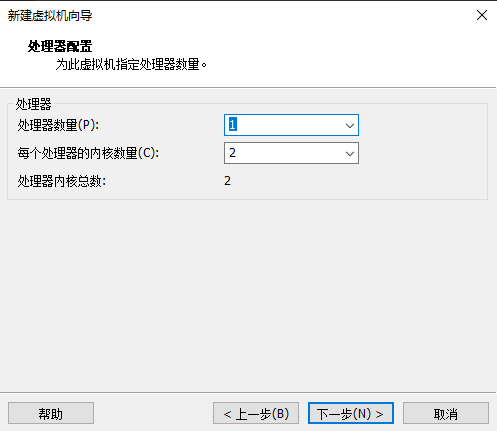 新建虚拟机向导
处理器配置
为此虚拟机指定处理器数量。
处理器
处理器数量(P): 1
每个处理器的内核数量(C): 2
处理器内核总数: 2
帮助 < 上一步(B) 下一步(N) > 取消